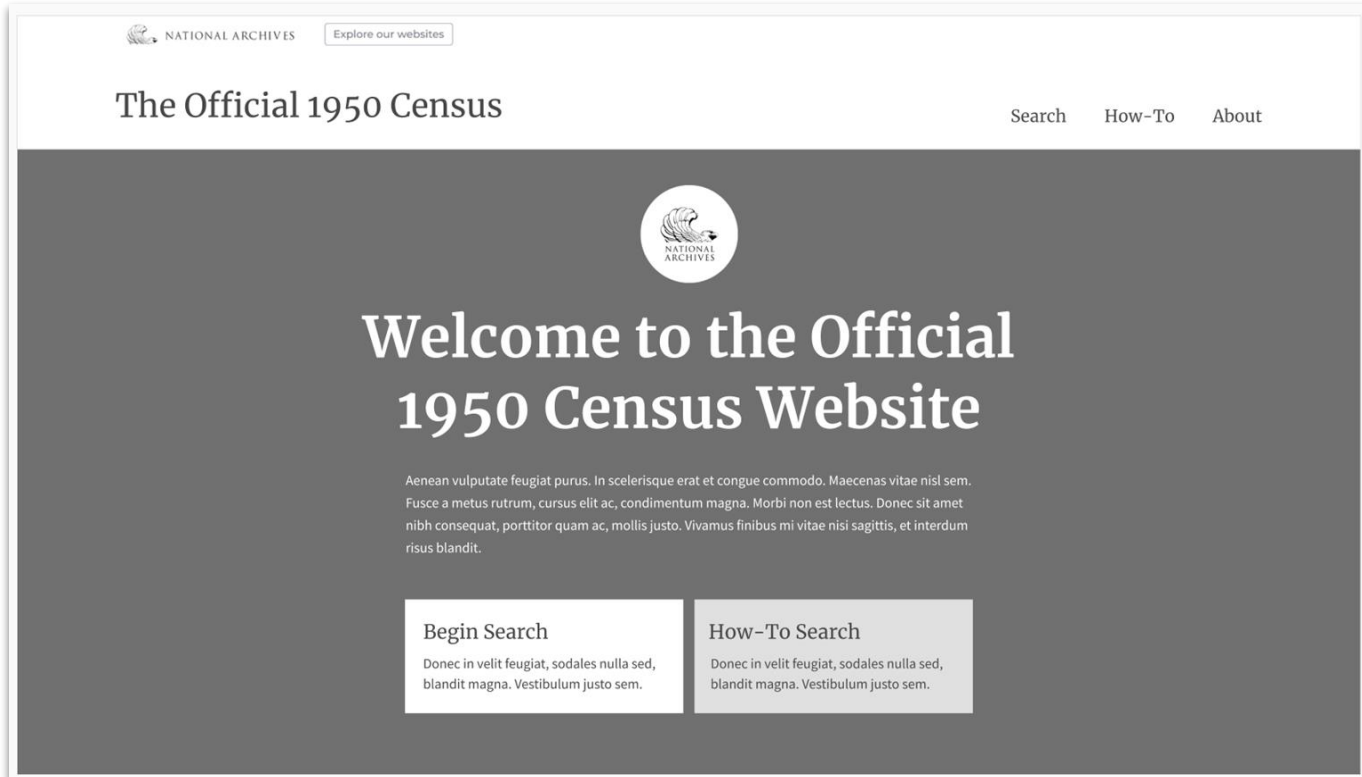 NATIONAL ARCHIVES
Explore our websites
The Official 1950 Census
Search
How-To
About
NATIONAL
ARCHIVES
Welcome to the Official
1950 Census Website
Aenean vulputate feugiat purus. In scelerisque erat et congue commodo. Maecenas vitae nisl sem.
Fusce a metus rutrum, cursus elit ac, condimentum magna. Morbi non est lectus. Donec sit amet
nibh consequat, porttitor quam ac, mollis justo. Vivamus finibus mi vitae nisi sagittis, et interdum
risus blandit.
Begin Search
Donec in velit feugiat, sodales nulla sed,
blandit magna. Vestibulum justo sem.
How-To Search
Donec in velit feugiat, sodales nulla sed,
blandit magna. Vestibulum justo sem.